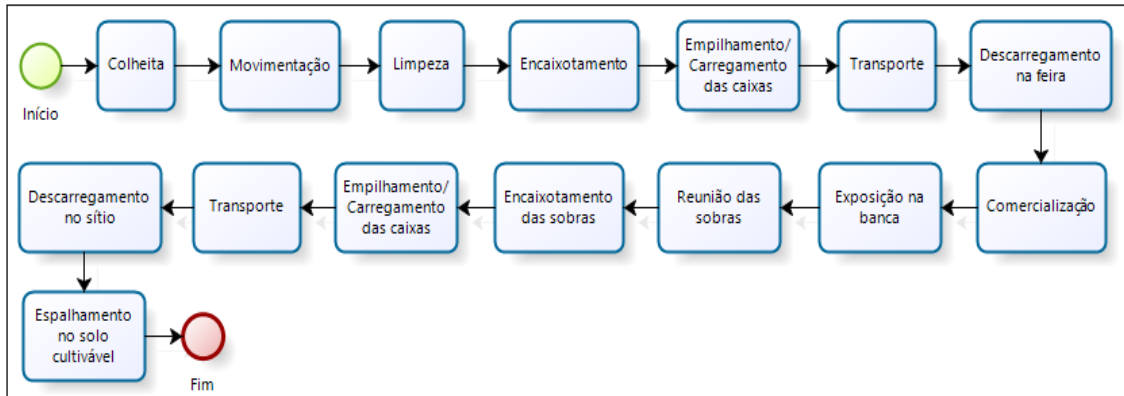 Início
Colheita
Movimentação
Limpeza
Encaixotamento
Empilhamento/
Carregamento
das caixas
Transporte
Descarregamento
na feira
Comercialização
Exposição na
banca
Reunião das
sobras
Encaixotamento
das sobras
Empilhamento/
Carregamento
das caixas
Transporte
Descarregamento
no sítio
Espalhamento
no solo
cultivável
Fim